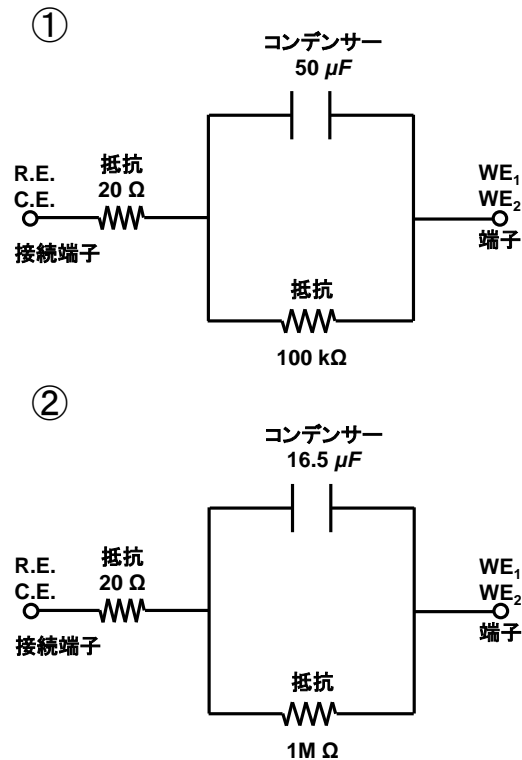 ①
コンデンサー
50 μF
R.E.
C.E.
接続端子
抵抗
20 Ω
WE₁
WE₂
端子
抵抗
100 kΩ
②
コンデンサー
16.5 μF
R.E.
C.E.
接続端子
抵抗
20 Ω
WE₁
WE₂
端子
抵抗
1M Ω